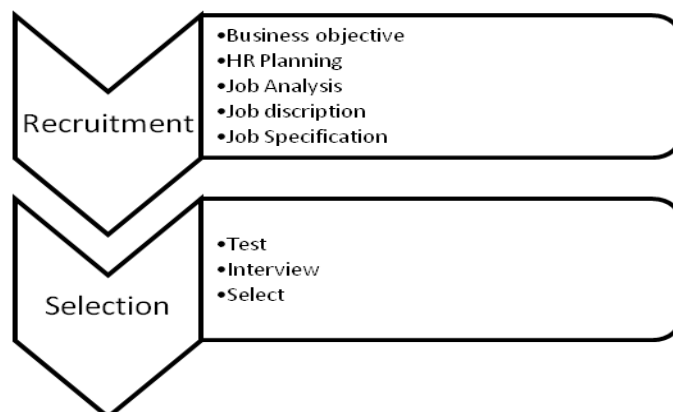 Recruitment
•Business objective
•HR Planning
•Job Analysis
•Job discription
•Job Specification
Selection
•Test
•Interview
•Select